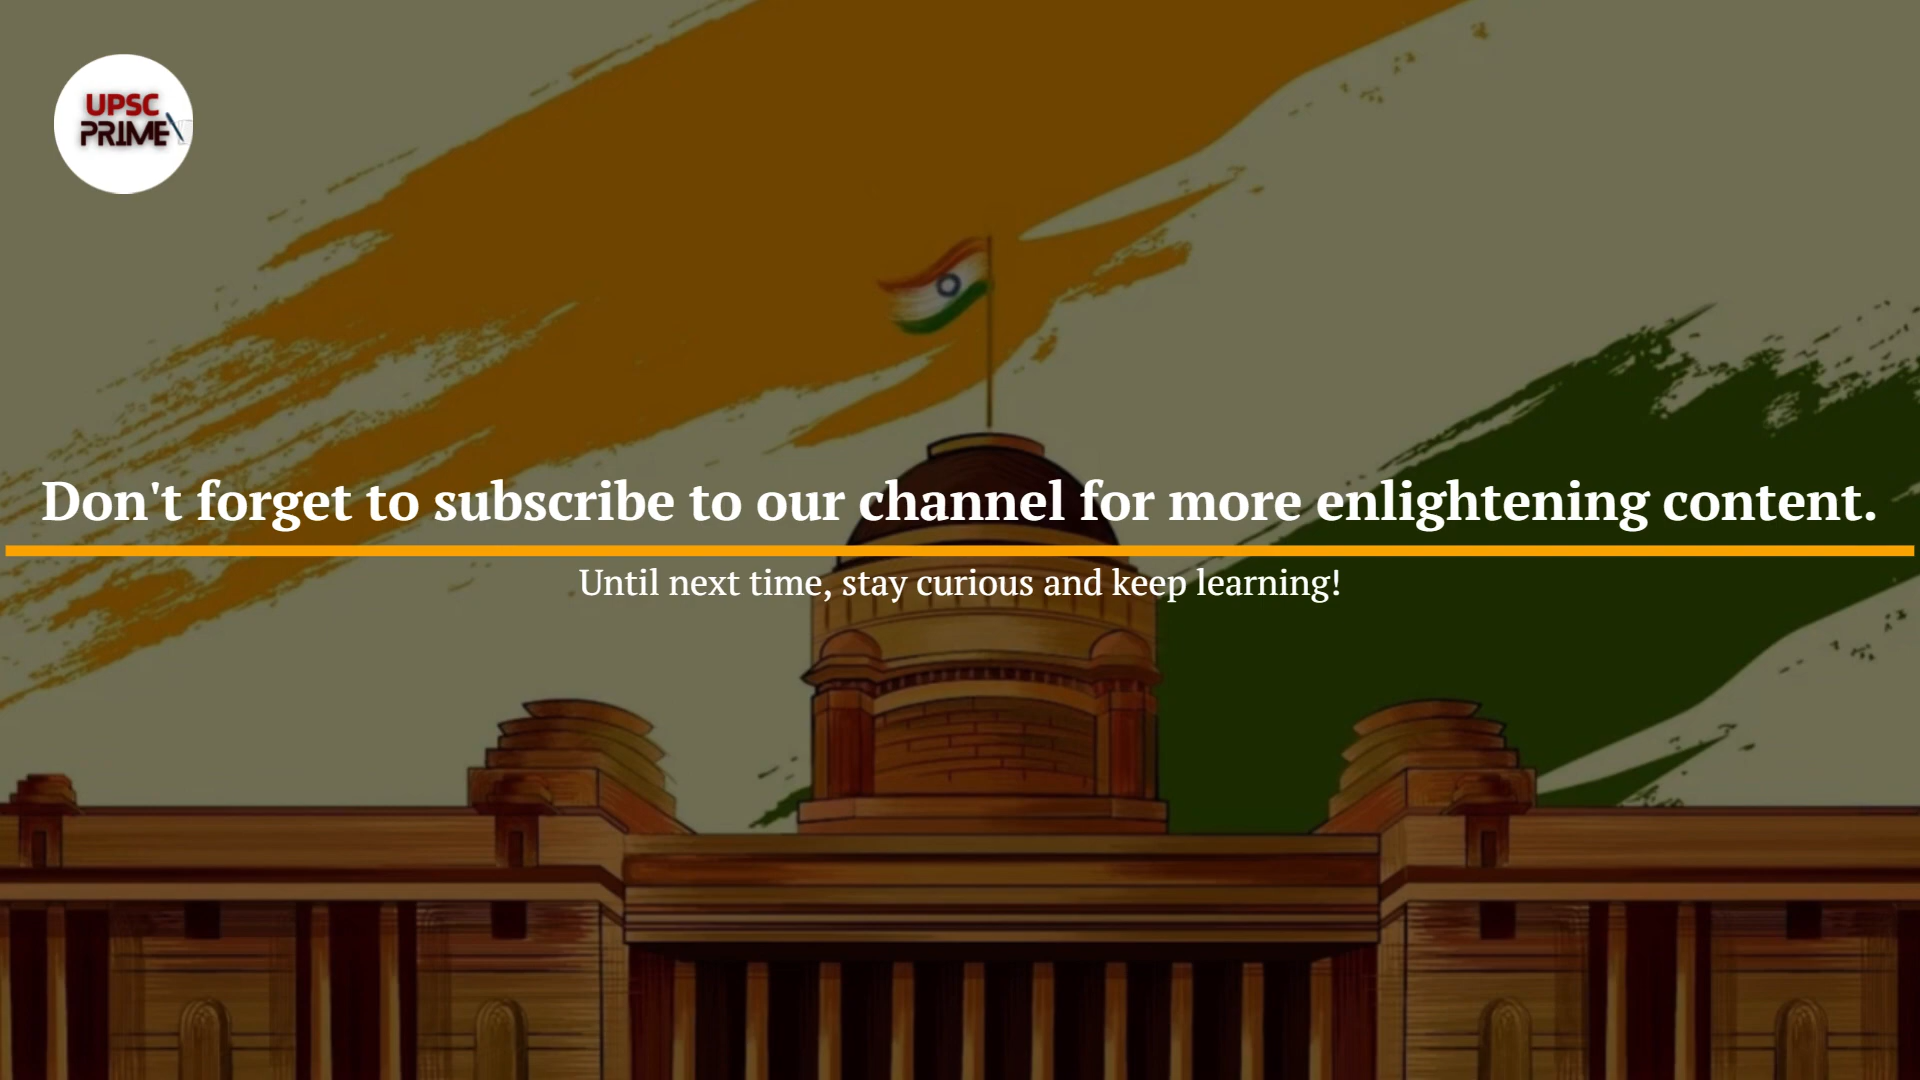 UPSC
PRIME
Don't forget to subscribe to our channel for more enlightening content.
Until next time, stay curious and keep learning!